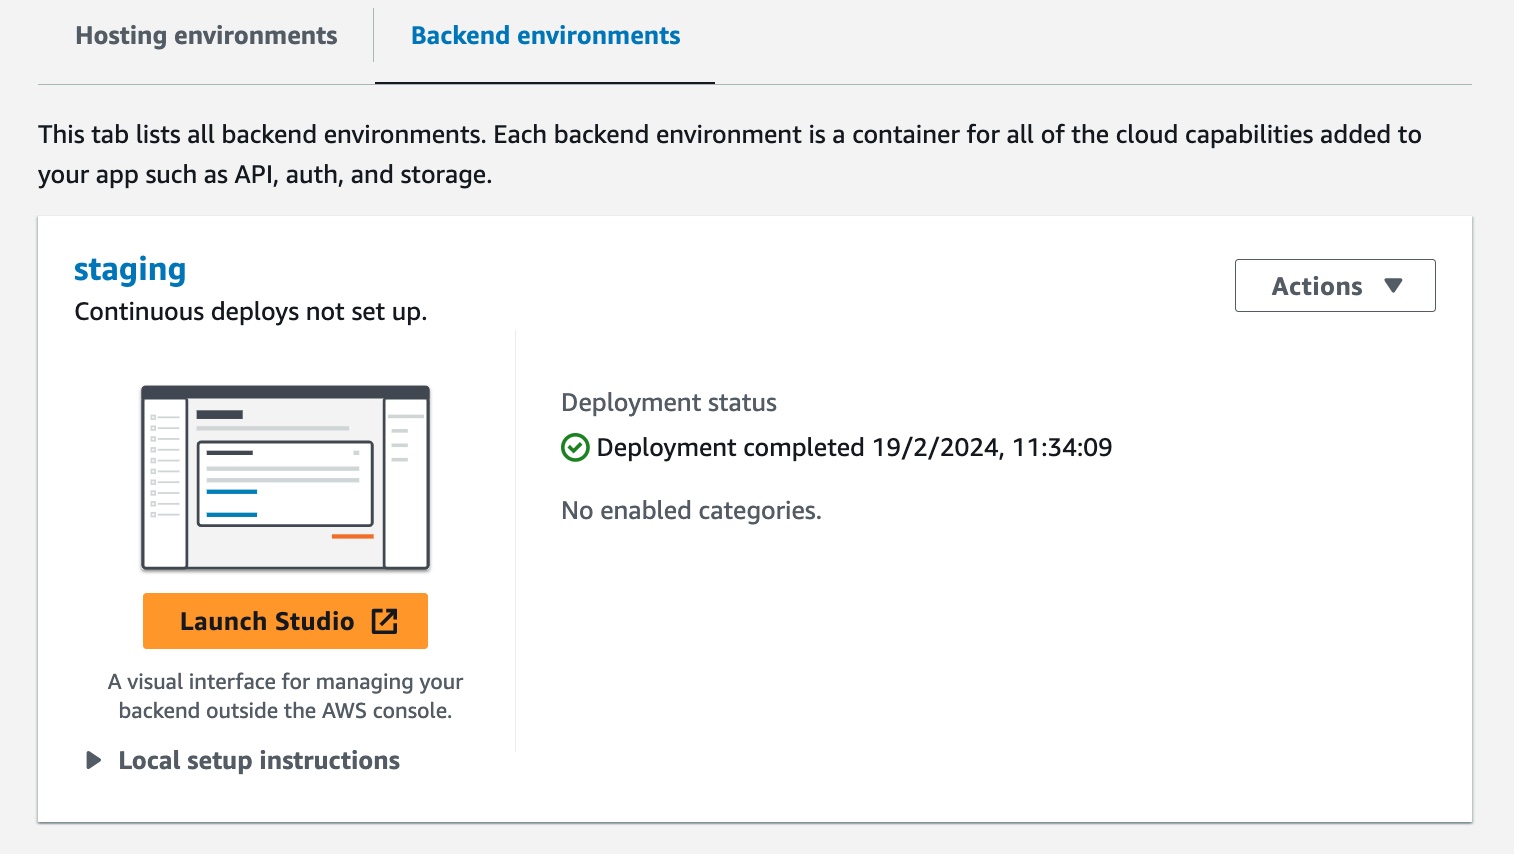 Hosting environments
Backend environments
This tab lists all backend environments. Each backend environment is a container for all of the cloud capabilities added to
your app such as API, auth, and storage.
staging
Continuous deploys not set up.
Actions
Deployment status
Deployment completed 19/2/2024, 11:34:09
No enabled categories.
Launch Studio
A visual interface for managing your
backend outside the AWS console.
Local setup instructions